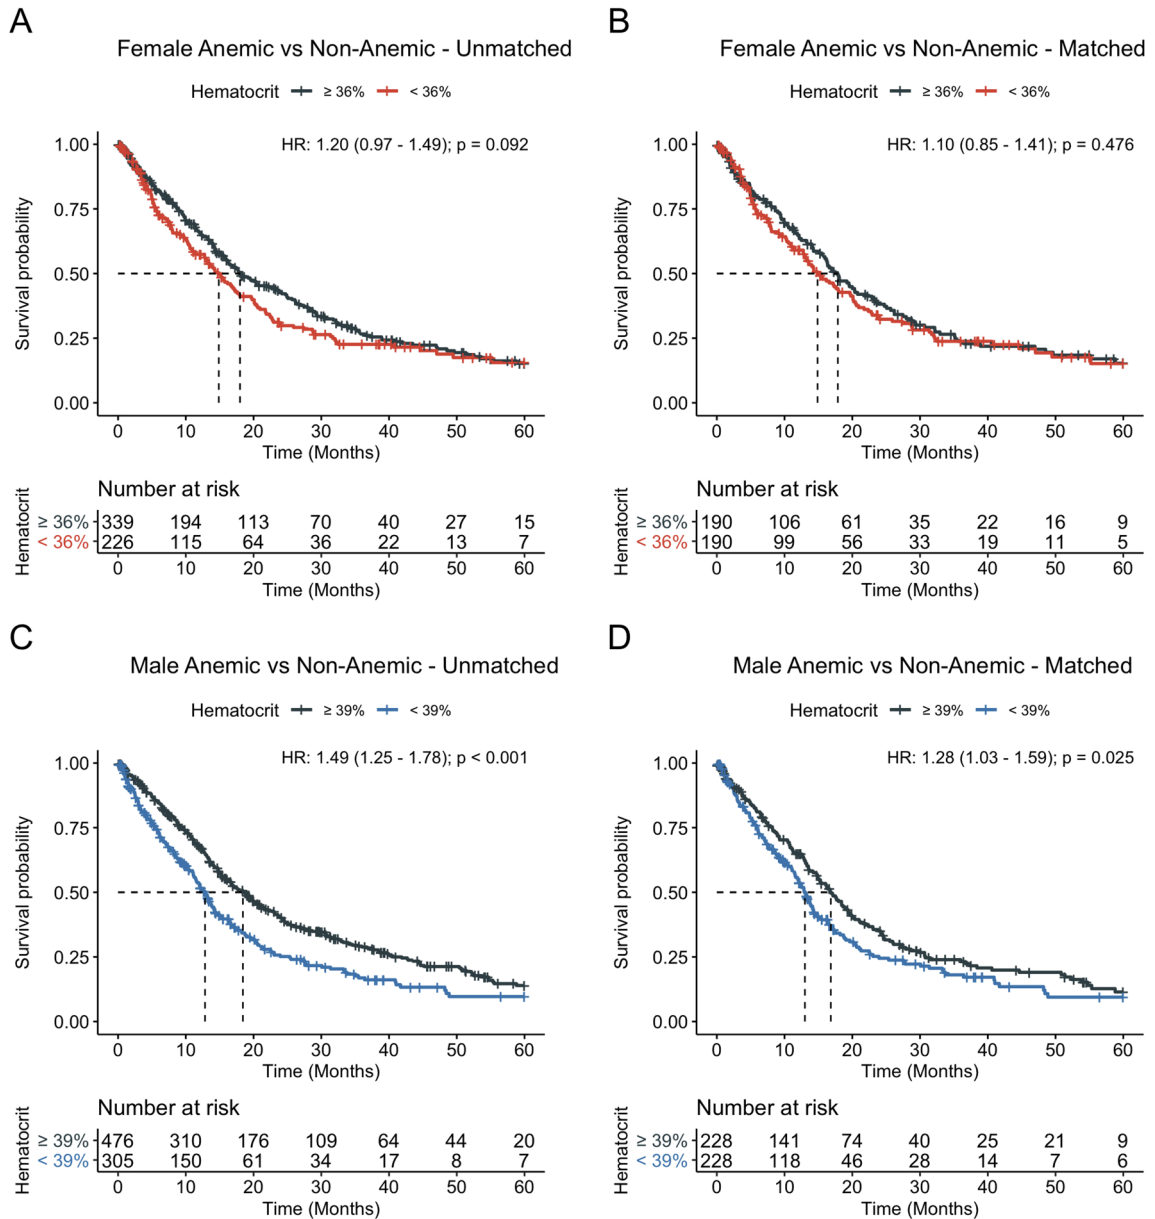 A
Female Anemic vs Non-Anemic - Unmatched
Hematocrit ≥ 36% < 36%
HR: 1.20 (0.97 - 1.49); p = 0.092
Survival probability
1.00
0.75
0.50
0.25
0.00
0 10 20 30 40 50 60
Time (Months)
Number at risk
Hematocrit
≥ 36% 339 194 113 70 40 27 15
< 36% 226 115 64 36 22 13 7
0 10 20 30 40 50 60
Time (Months)
B
Female Anemic vs Non-Anemic - Matched
Hematocrit ≥ 36% < 36%
HR: 1.10 (0.85 - 1.41); p = 0.476
Survival probability
1.00
0.75
0.50
0.25
0.00
0 10 20 30 40 50 60
Time (Months)
Number at risk
Hematocrit
≥ 36% 190 106 61 35 22 16 9
< 36% 190 99 56 33 19 11 5
0 10 20 30 40 50 60
Time (Months)
C
Male Anemic vs Non-Anemic - Unmatched
Hematocrit ≥ 39% < 39%
HR: 1.49 (1.25 - 1.78); p < 0.001
Survival probability
1.00
0.75
0.50
0.25
0.00
0 10 20 30 40 50 60
Time (Months)
Number at risk
Hematocrit
≥ 39% 476 310 176 109 64 44 20
< 39% 305 150 61 34 17 8 7
0 10 20 30 40 50 60
Time (Months)
D
Male Anemic vs Non-Anemic - Matched
Hematocrit ≥ 39% < 39%
HR: 1.28 (1.03 - 1.59); p = 0.025
Survival probability
1.00
0.75
0.50
0.25
0.00
0 10 20 30 40 50 60
Time (Months)
Number at risk
Hematocrit
≥ 39% 228 141 74 40 25 21 9
< 39% 228 118 46 28 14 7 6
0 10 20 30 40 50 60
Time (Months)